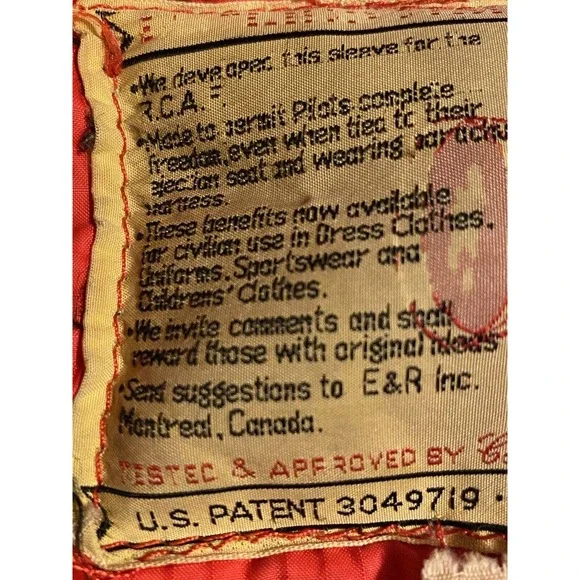 •We developed this sleeve for the
R.C.A.F.
•Made to permit Pilots complete
freedom, even when tied to their
ejection seat and wearing parachu
harness.
•These benefits now available
for civilian use in Dress Clothes,
Uniforms, Sportswear and
Childrens' Clothes.
•We invite comments and shall
reward those with original ideas
•Send suggestions to E&R Inc.
Montreal, Canada.
TESTED & APPROVED BY
U.S. PATENT 3049719 •